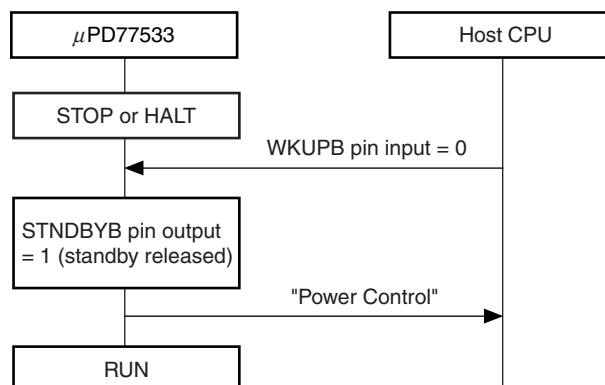 μPD77533
Host CPU
STOP or HALT
WKUPB pin input = 0
STNDBYB pin output
= 1 (standby released)
"Power Control"
RUN